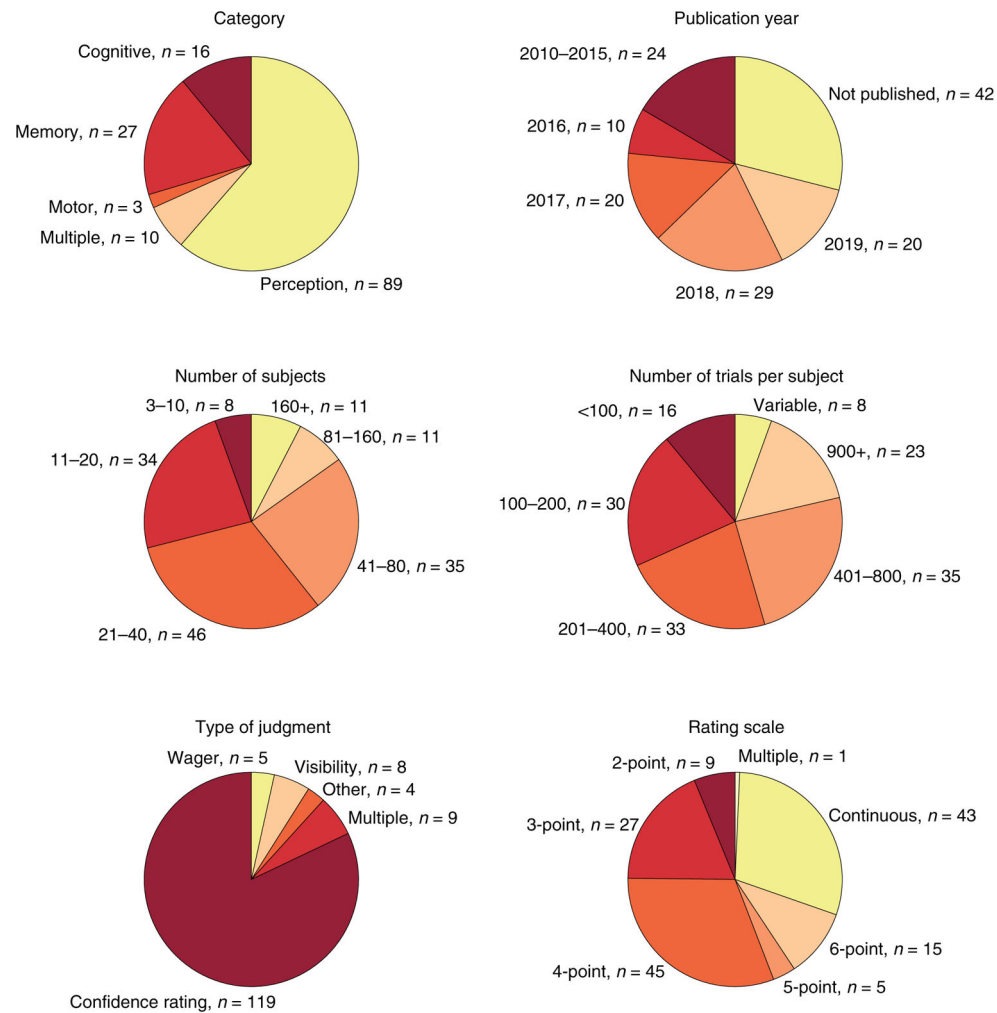 Category
Cognitive, n = 16
Memory, n = 27
Motor, n = 3
Multiple, n = 10
Perception, n = 89
Publication year
2010–2015, n = 24
Not published, n = 42
2016, n = 10
2017, n = 20
2019, n = 20
2018, n = 29
Number of subjects
3–10, n = 8
160+, n = 11
81–160, n = 11
11–20, n = 34
41–80, n = 35
21–40, n = 46
Number of trials per subject
<100, n = 16
Variable, n = 8
900+, n = 23
100–200, n = 30
401–800, n = 35
201–400, n = 33
Type of judgment
Wager, n = 5
Visibility, n = 8
Other, n = 4
Multiple, n = 9
Confidence rating, n = 119
Rating scale
2-point, n = 9
Multiple, n = 1
Continuous, n = 43
3-point, n = 27
6-point, n = 15
4-point, n = 45
5-point, n = 5